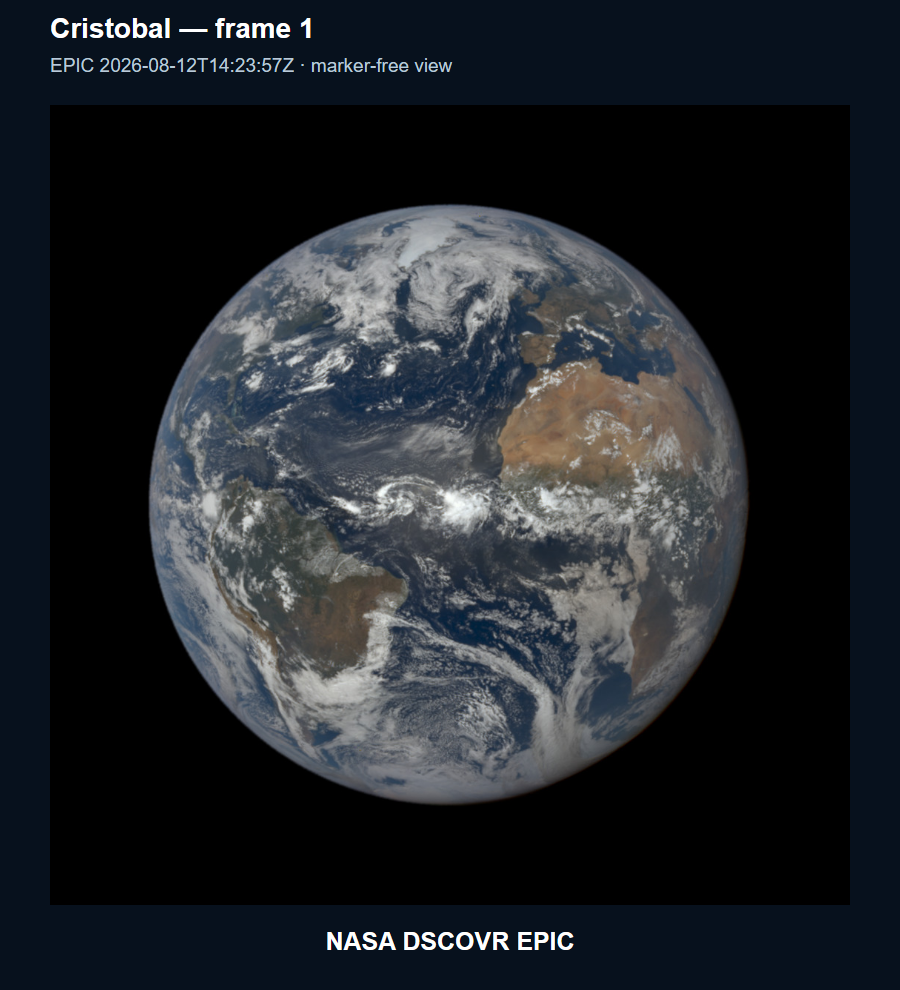 Cristobal — frame 1
EPIC 2026-08-12T14:23:57Z · marker-free view
NASA DSCOVR EPIC